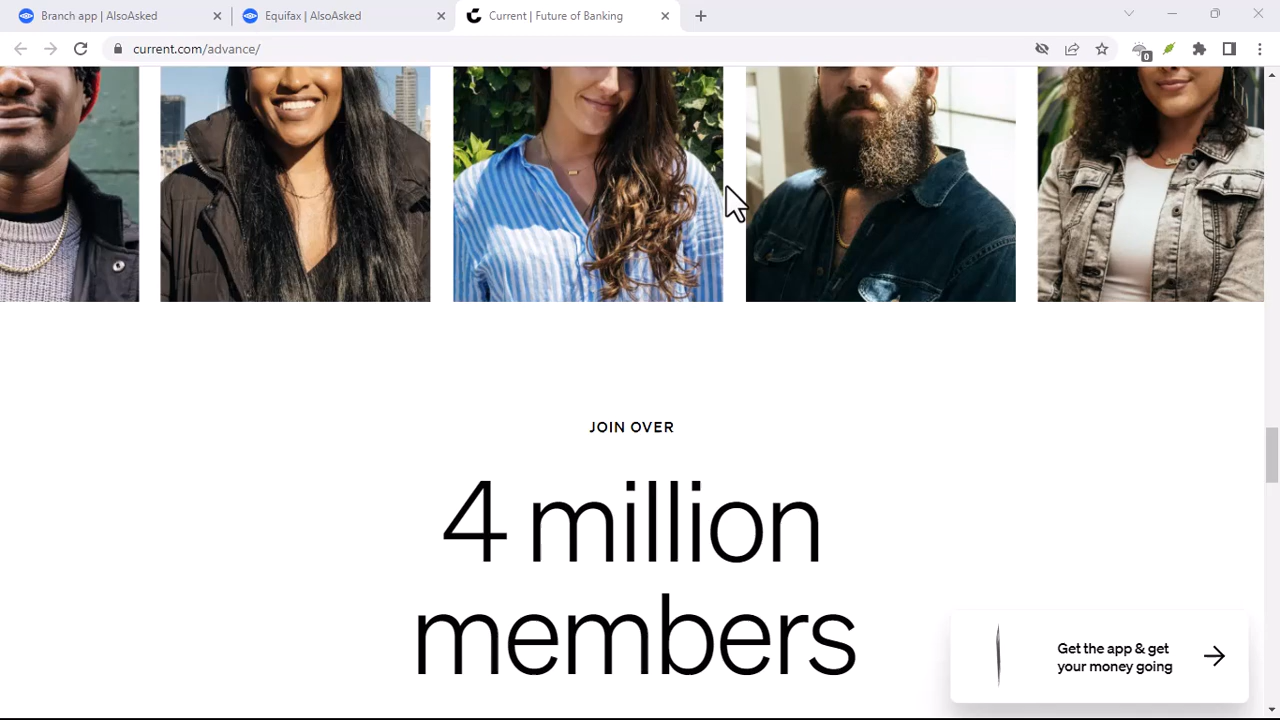 Branch app | AlsoAsked
Equifax | AlsoAsked
Current | Future of Banking
current.com/advance/
0
JOIN OVER
4 million
members
Get the app & get
your money going